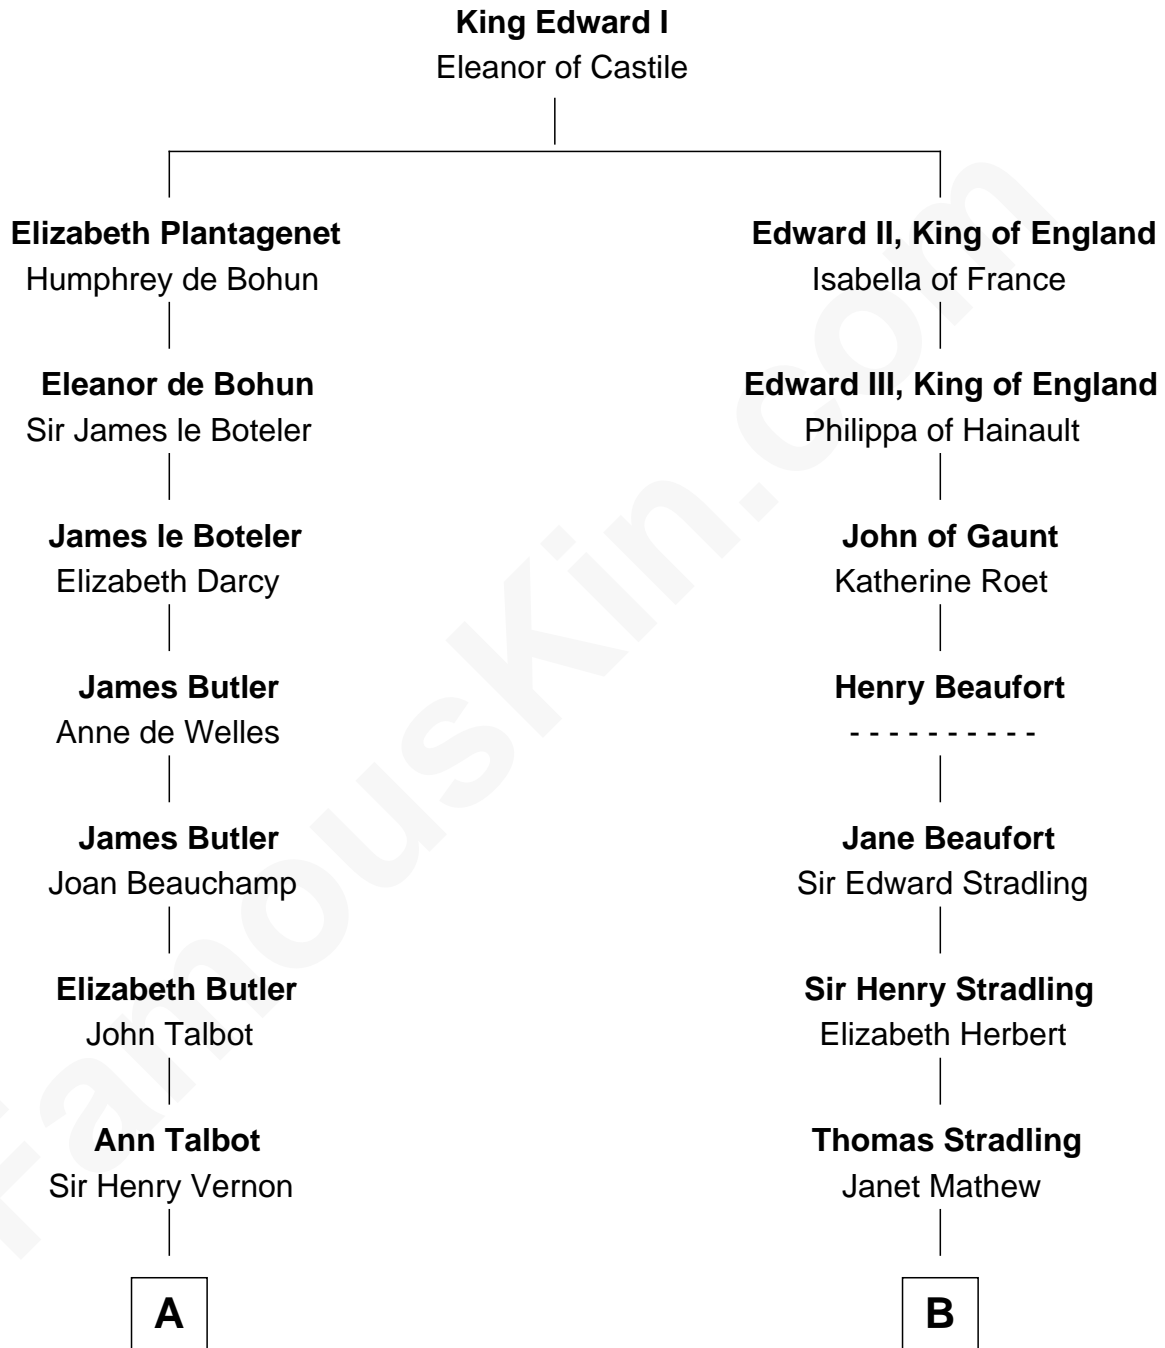 King Edward I
Eleanor of Castile
Elizabeth Plantagenet
Humphrey de Bohun
Edward II, King of England
Isabella of France
Eleanor de Bohun
Sir James le Boteler
Edward III, King of England
Philippa of Hainault
James le Boteler
Elizabeth Darcy
John of Gaunt
Katherine Roet
James Butler
Anne de Welles
Henry Beaufort
- - - - - - - - - -
James Butler
Joan Beauchamp
Jane Beaufort
Sir Edward Stradling
Elizabeth Butler
John Talbot
Sir Henry Stradling
Elizabeth Herbert
Ann Talbot
Sir Henry Vernon
Thomas Stradling
Janet Mathew
A
B
FamousKin.com